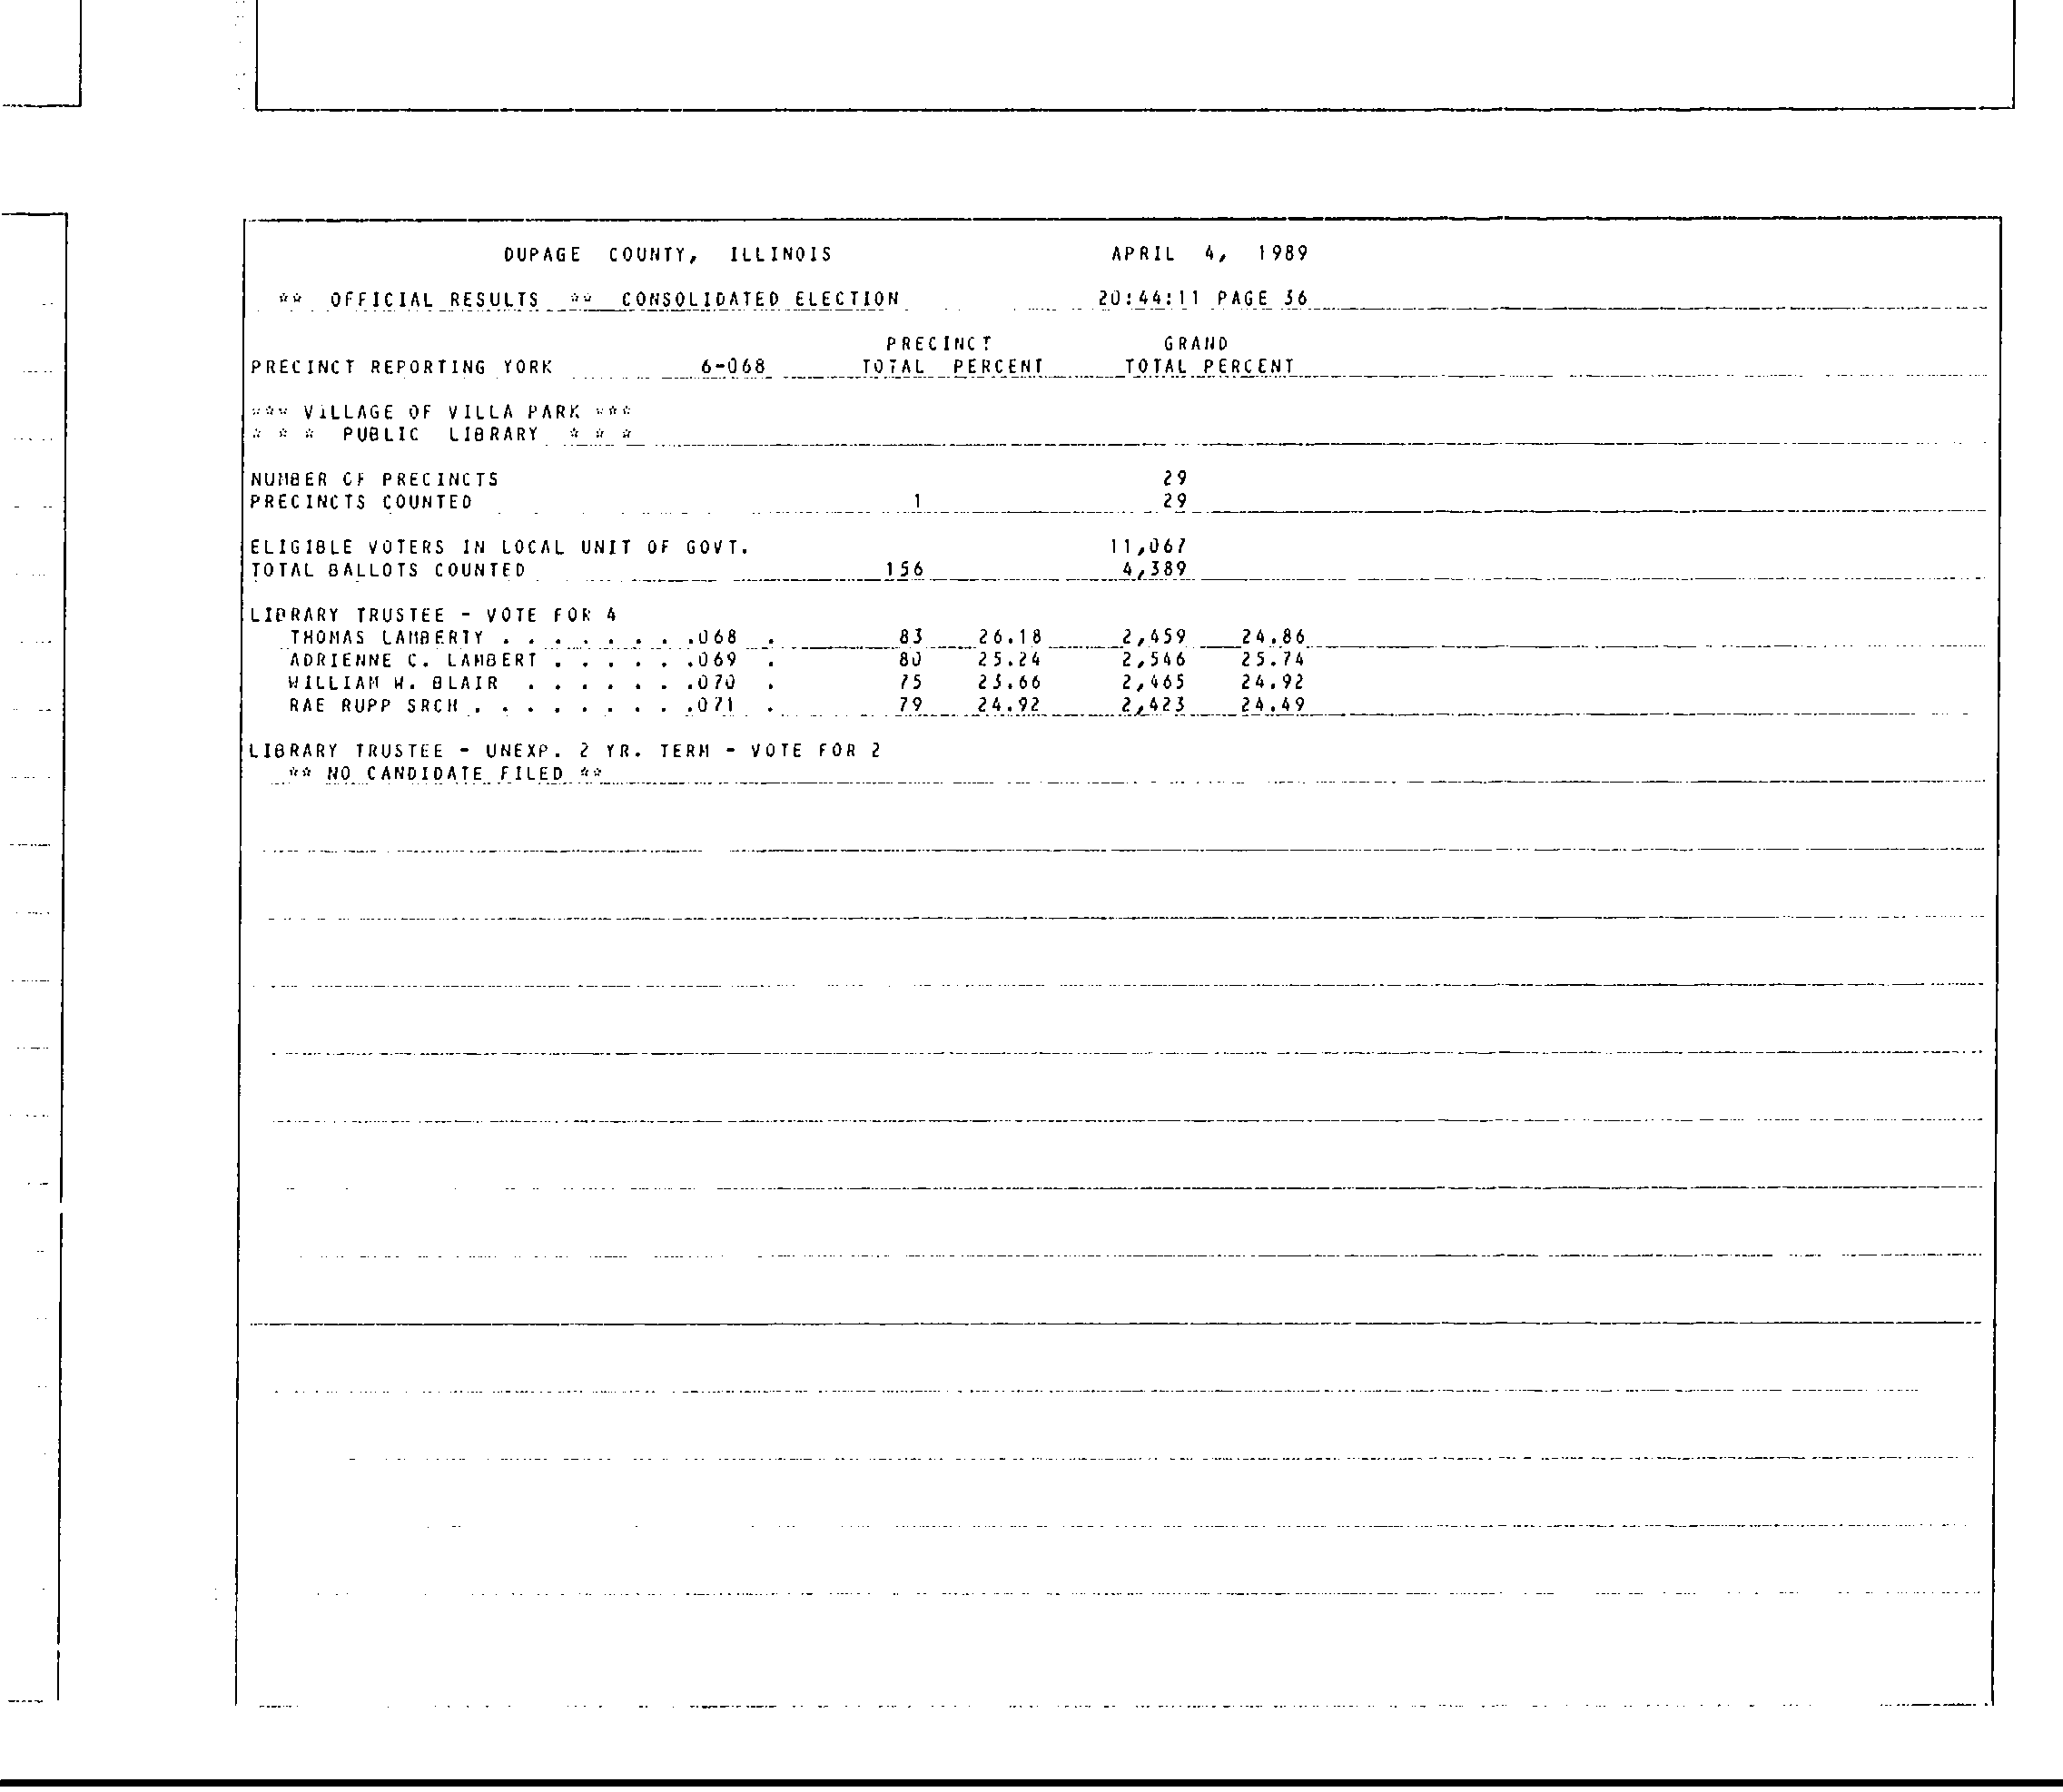 DUPAGE COUNTY, ILLINOIS APRIL 4, 1989
** OFFICIAL RESULTS ** CONSOLIDATED ELECTION 20:44:11 PAGE 36
PRECINCT GRAND
PRECINCT REPORTING YORK 6-068 TOTAL PERCENT TOTAL PERCENT
*** VILLAGE OF VILLA PARK ***
* * * PUBLIC LIBRARY * * *
NUMBER OF PRECINCTS 29
PRECINCTS COUNTED 1 29
ELIGIBLE VOTERS IN LOCAL UNIT OF GOVT. 11,067
TOTAL BALLOTS COUNTED 156 4,389
LIBRARY TRUSTEE - VOTE FOR 4
THOMAS LAMBERTY . . . . . . . .068 . 83 26.18 2,459 24.86
ADRIENNE C. LAMBERT . . . . . .069 . 80 25.24 2,546 25.74
WILLIAM W. BLAIR . . . . . . .070 . 75 23.66 2,465 24.92
RAE RUPP SRCH . . . . . . . . .071 . 79 24.92 2,423 24.49
LIBRARY TRUSTEE - UNEXP. 2 YR. TERM - VOTE FOR 2
** NO CANDIDATE FILED **